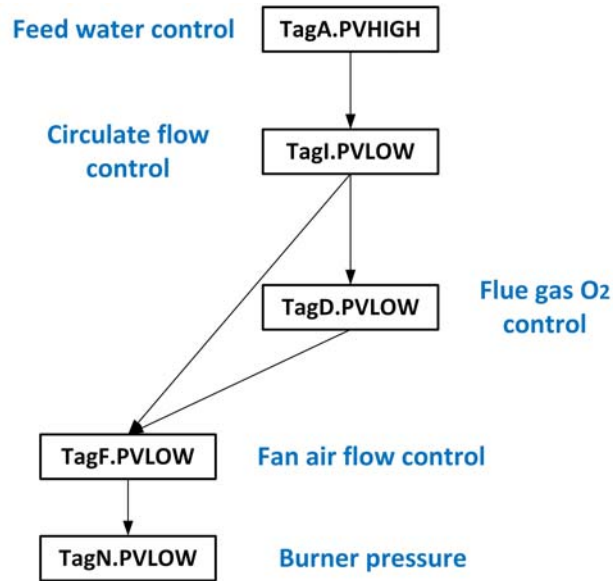 Feed water control
TagA.PVHIGH
Circulate flow
control
TagI.PVLOW
TagD.PVLOW
Flue gas O2
control
TagF.PVLOW
Fan air flow control
TagN.PVLOW
Burner pressure